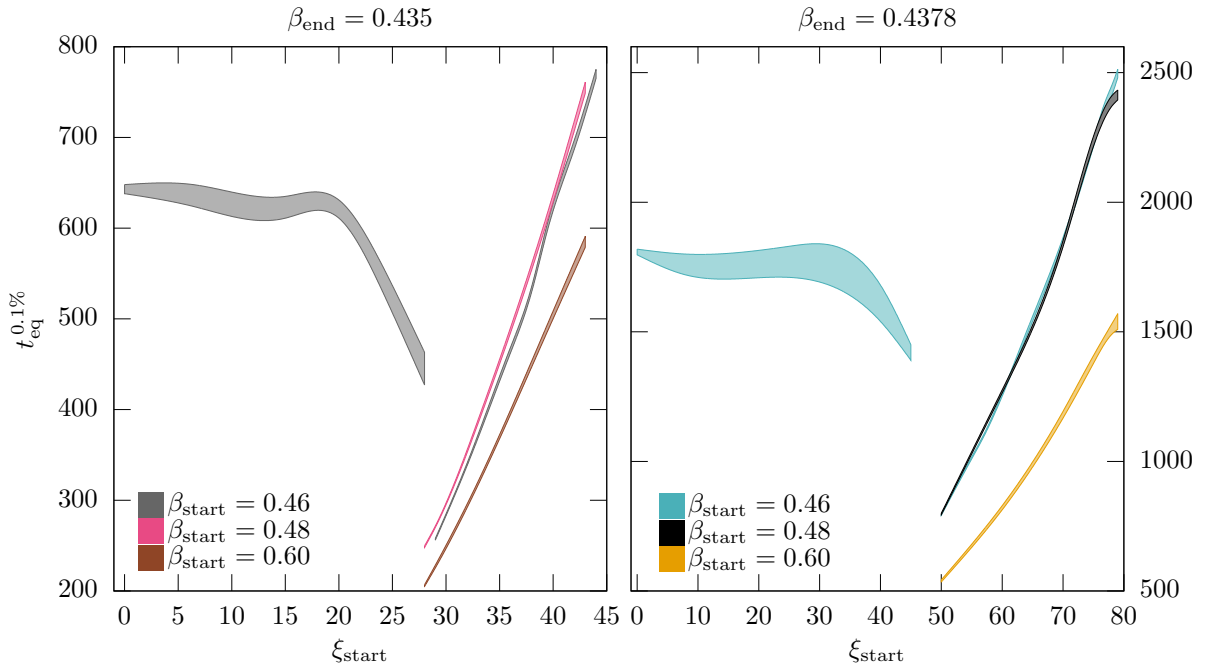 β_end = 0.435
β_end = 0.4378
t_eq^0.1%
800
700
600
500
400
300
200
0 5 10 15 20 25 30 35 40 45
ξ_start
β_start = 0.46
β_start = 0.48
β_start = 0.60
2500
2000
1500
1000
500
0 10 20 30 40 50 60 70 80
ξ_start
β_start = 0.46
β_start = 0.48
β_start = 0.60